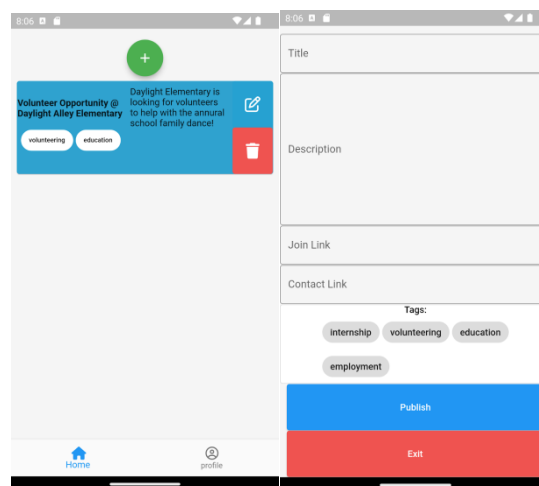 8:06
+
Volunteer Opportunity @
Daylight Alley Elementary
Daylight Elementary is
looking for volunteers
to help with the annural
school family dance!
volunteering education
Home profile
8:06
Title
Description
Join Link
Contact Link
Tags:
internship volunteering education
employment
Publish
Exit